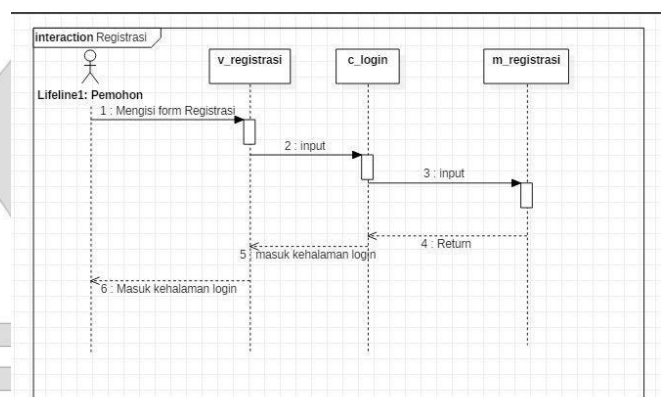 interaction Registrasi
v_registrasi
c_login
m_registrasi
Lifeline1: Pemohon
1 : Mengisi form Registrasi
2 : input
3 : input
4 : Return
5 : masuk kehalaman login
6 : Masuk kehalaman login